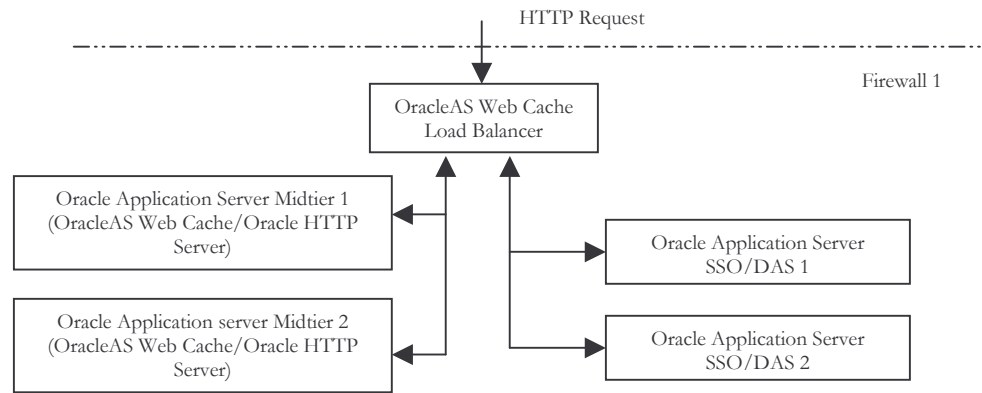 HTTP Request
Firewall 1
OracleAS Web Cache
Load Balancer
Oracle Application Server Midtier 1
(OracleAS Web Cache/Oracle HTTP
Server)
Oracle Application Server
SSO/DAS 1
Oracle Application server Midtier 2
(OracleAS Web Cache/Oracle HTTP
Server)
Oracle Application Server
SSO/DAS 2